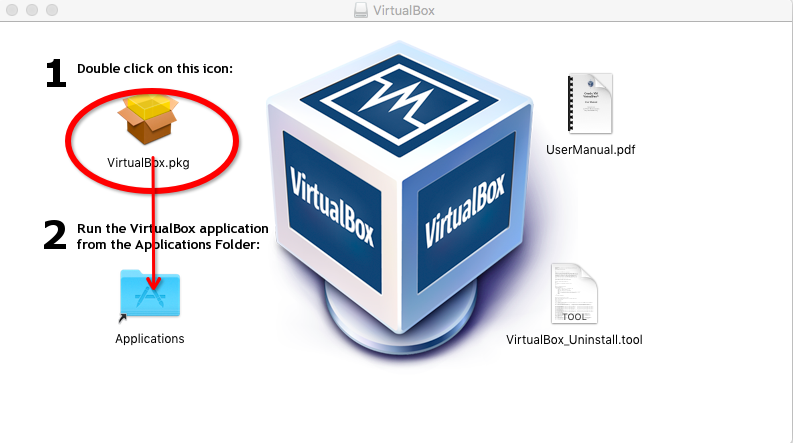 VirtualBox
1 Double click on this icon:
VirtualBox.pkg
2 Run the VirtualBox application
from the Applications Folder:
Applications
VirtualBox
VirtualBox
UserManual.pdf
TOOL
VirtualBox_Uninstall.tool